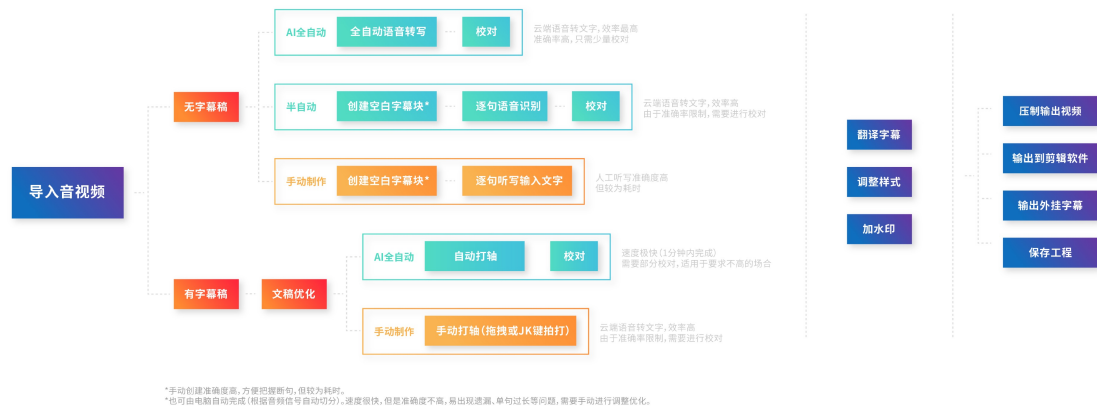 导入音视频
无字幕稿
AI全自动
全自动语音转写
校对
云端语音转文字,效率最高
准确率高,只需少量校对
半自动
创建空白字幕块*
逐句语音识别
校对
云端语音转文字,效率高
由于准确率限制,需要进行校对
手动制作
创建空白字幕块*
逐句听写输入文字
人工听写准确度高
但较为耗时
有字幕稿
文稿优化
AI全自动
自动打轴
校对
速度极快(1分钟内完成)
需要部分校对,适用于要求不高的场合
手动制作
手动打轴(拖拽或JK键拍打)
云端语音转文字,效率高
由于准确率限制,需要进行校对
翻译字幕
调整样式
加水印
压制输出视频
输出到剪辑软件
输出外挂字幕
保存工程
*手动创建准确度高,方便把握断句,但较为耗时。
*也可由电脑自动完成(根据音频信号自动切分)。速度很快,但是准确度不高,易出现遗漏、单句过长等问题,需要手动进行调整优化。